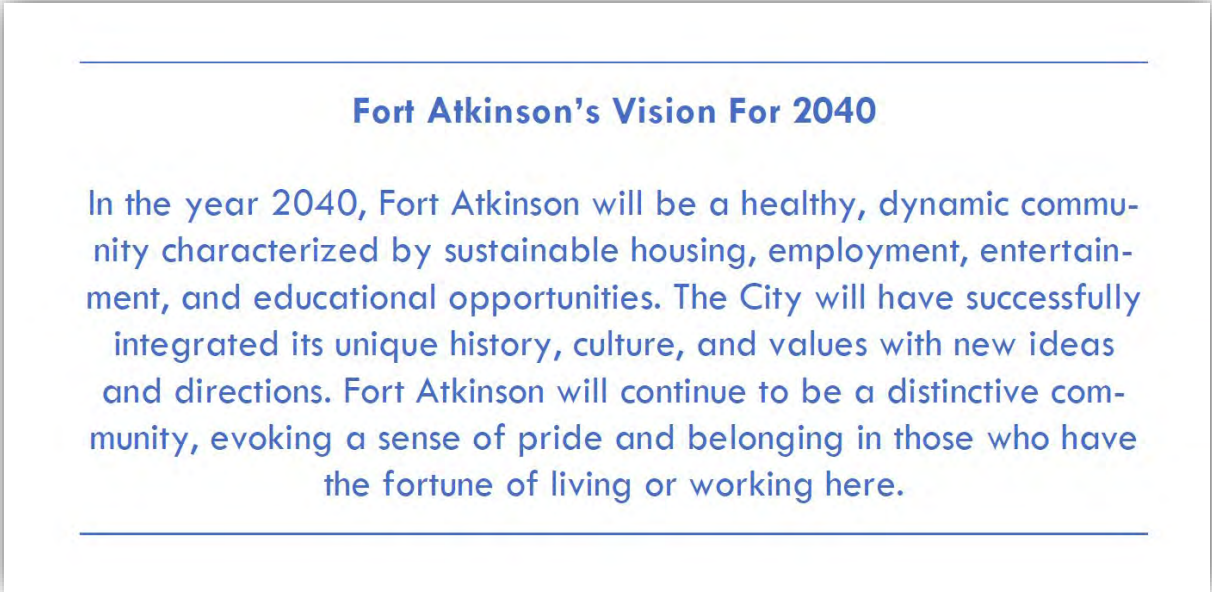 Fort Atkinson’s Vision For 2040
In the year 2040, Fort Atkinson will be a healthy, dynamic commu-
nity characterized by sustainable housing, employment, entertain-
ment, and educational opportunities. The City will have successfully
integrated its unique history, culture, and values with new ideas
and directions. Fort Atkinson will continue to be a distinctive com-
munity, evoking a sense of pride and belonging in those who have
the fortune of living or working here.